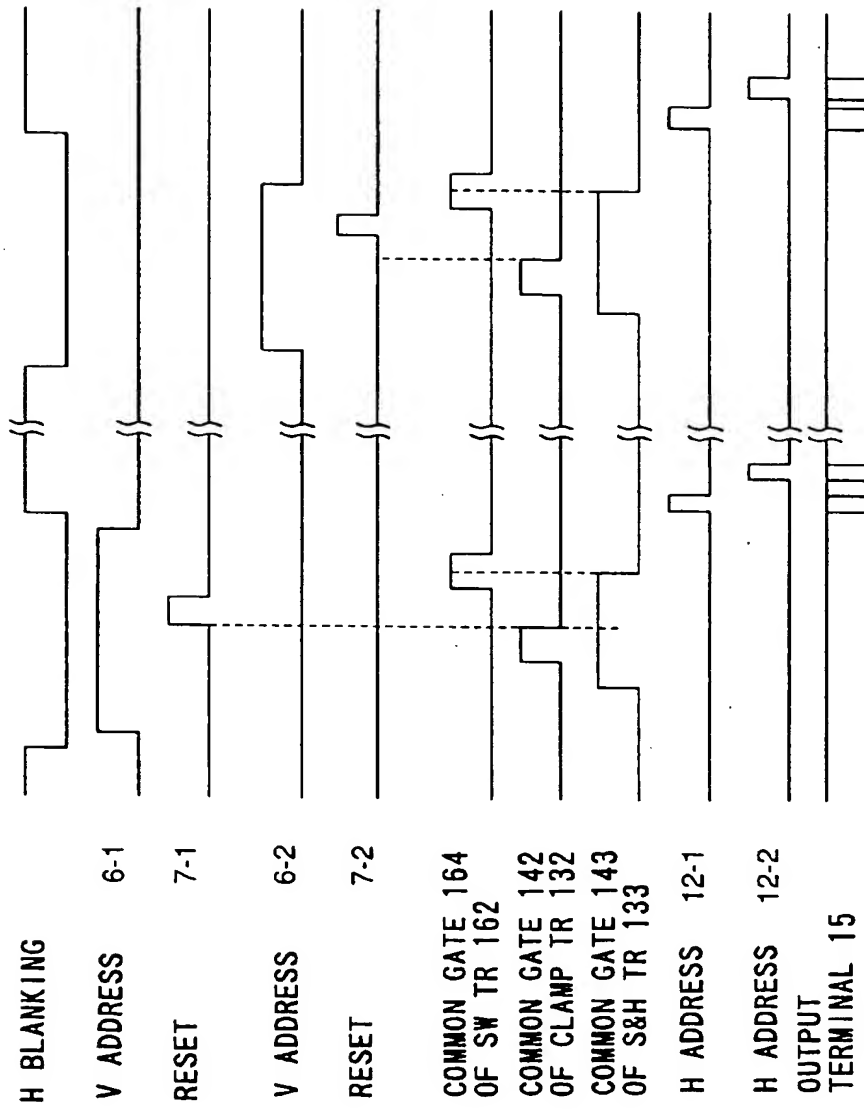 H BLANKING
V ADDRESS 6-1
RESET 7-1
V ADDRESS 6-2
RESET 7-2
COMMON GATE 164
OF SW TR 162
COMMON GATE 142
OF CLAMP TR 132
COMMON GATE 143
OF S&H TR 133
H ADDRESS 12-1
H ADDRESS 12-2
OUTPUT
TERMINAL 15